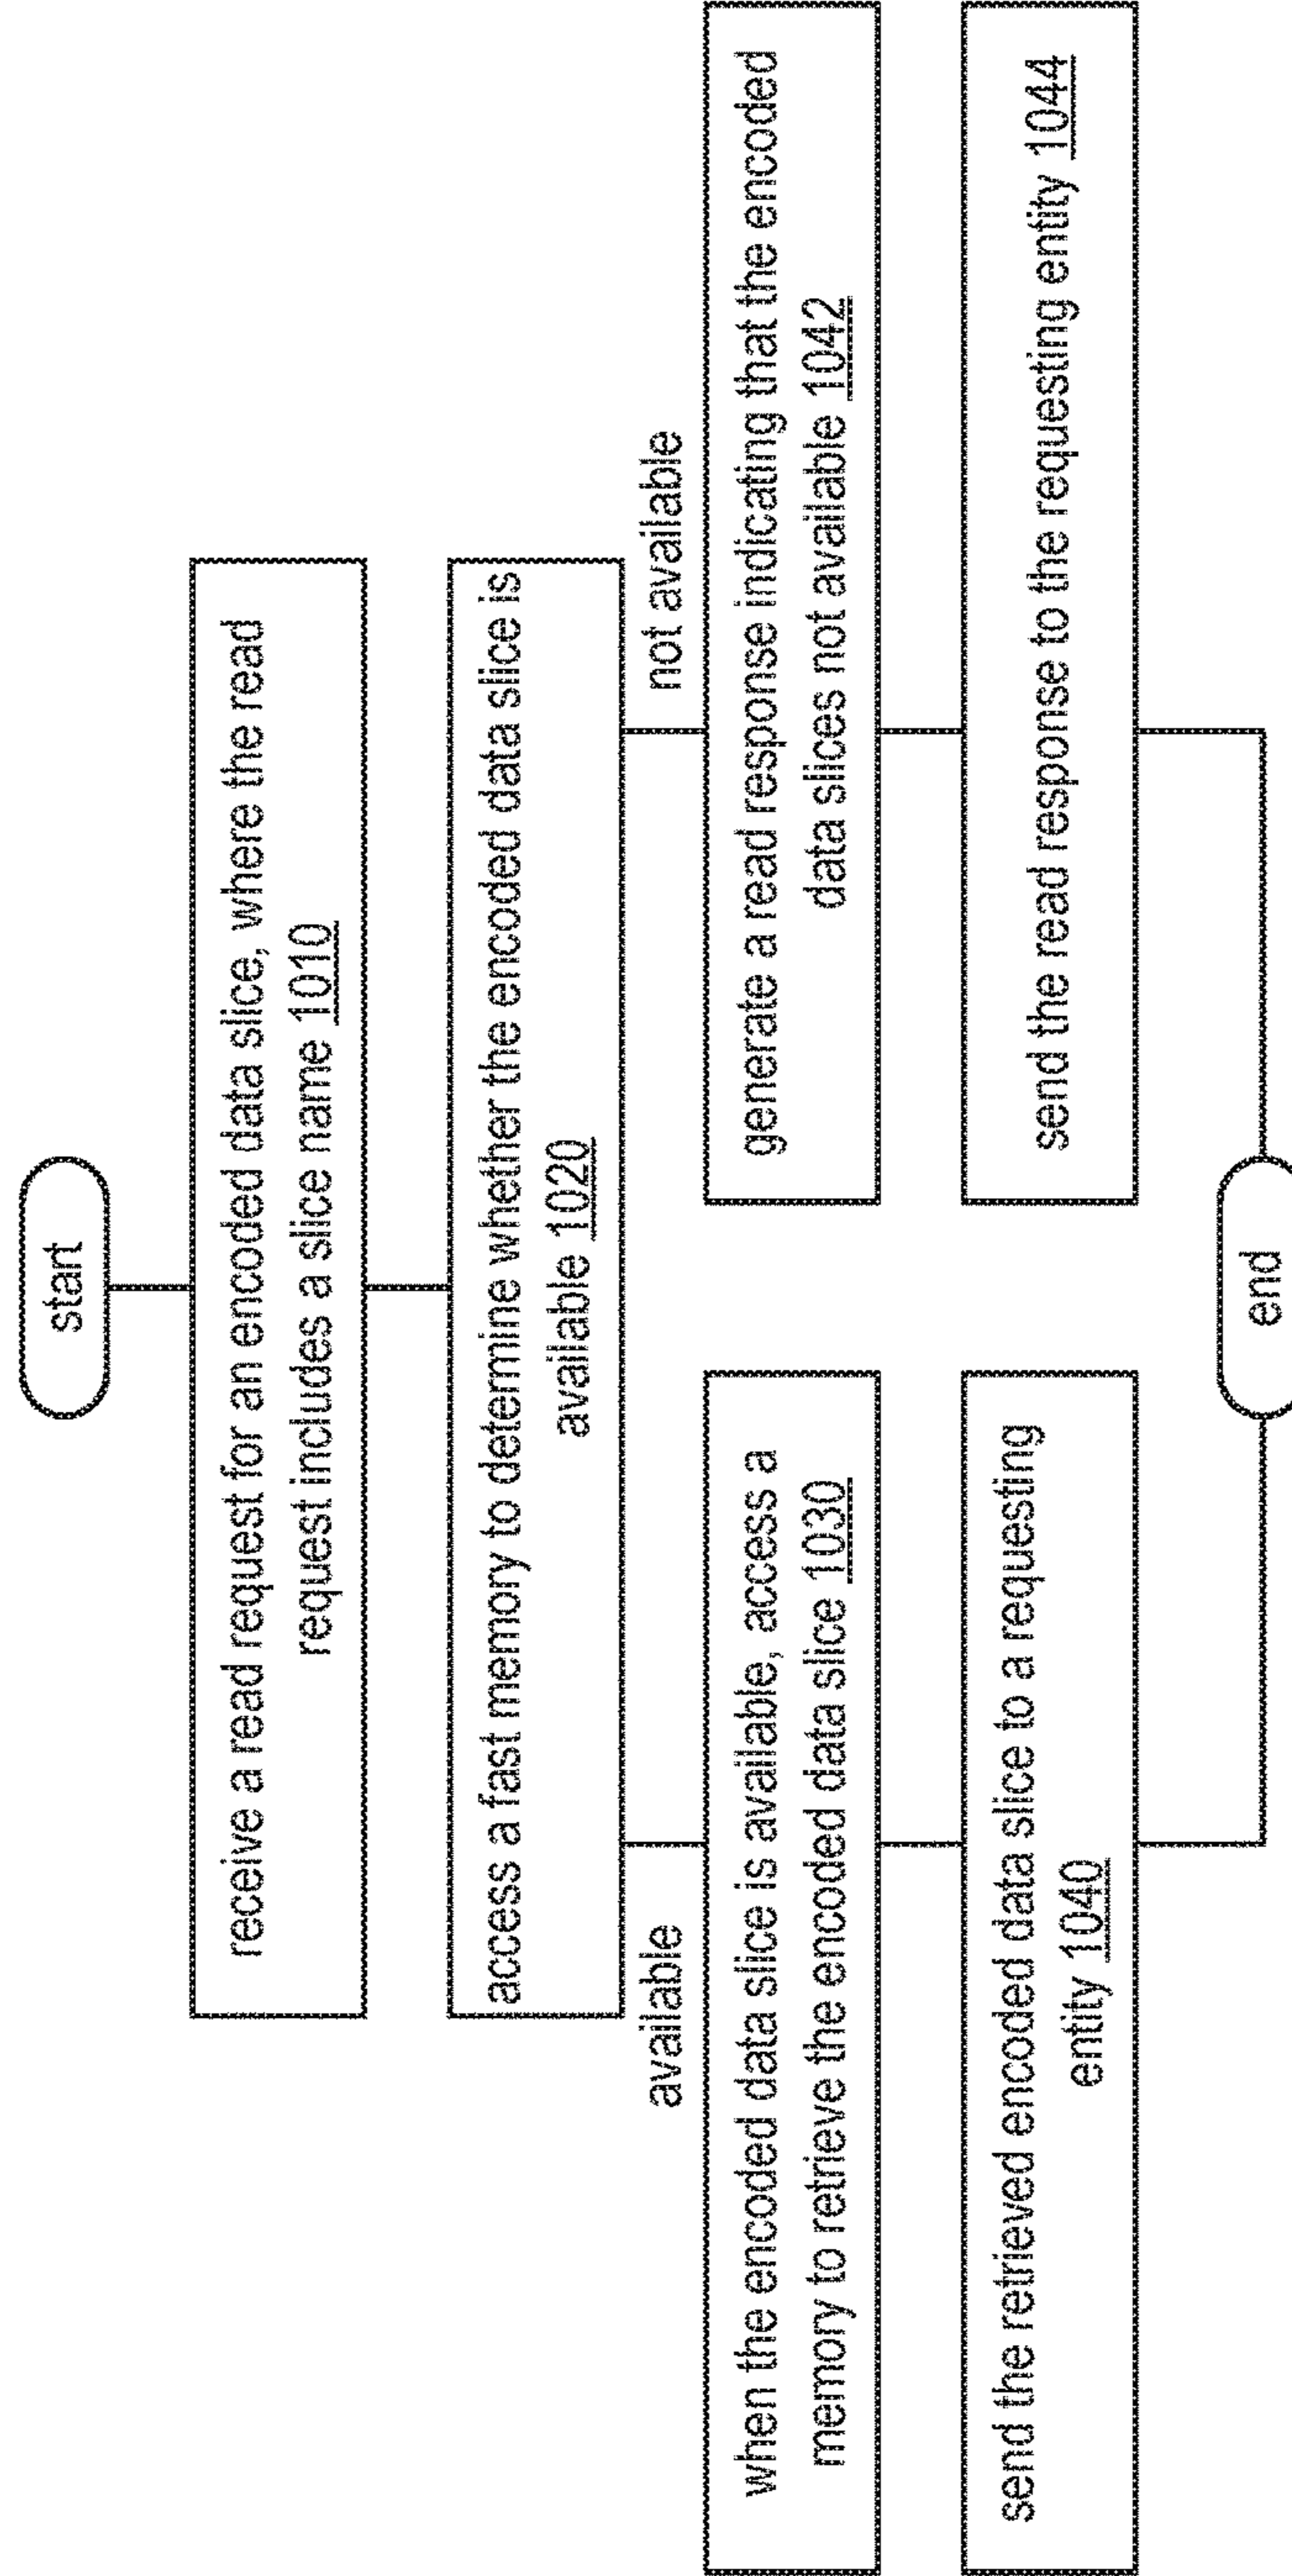 start
receive a read request for an encoded data slice, where the read
request includes a slice name 1010
access a fast memory to determine whether the encoded data slice is
available 1020
available
not available
when the encoded data slice is available, access a
memory to retrieve the encoded data slice 1030
generate a read response indicating that the encoded
data slices not available 1042
send the retrieved encoded data slice to a requesting
entity 1040
send the read response to the requesting entity 1044
end